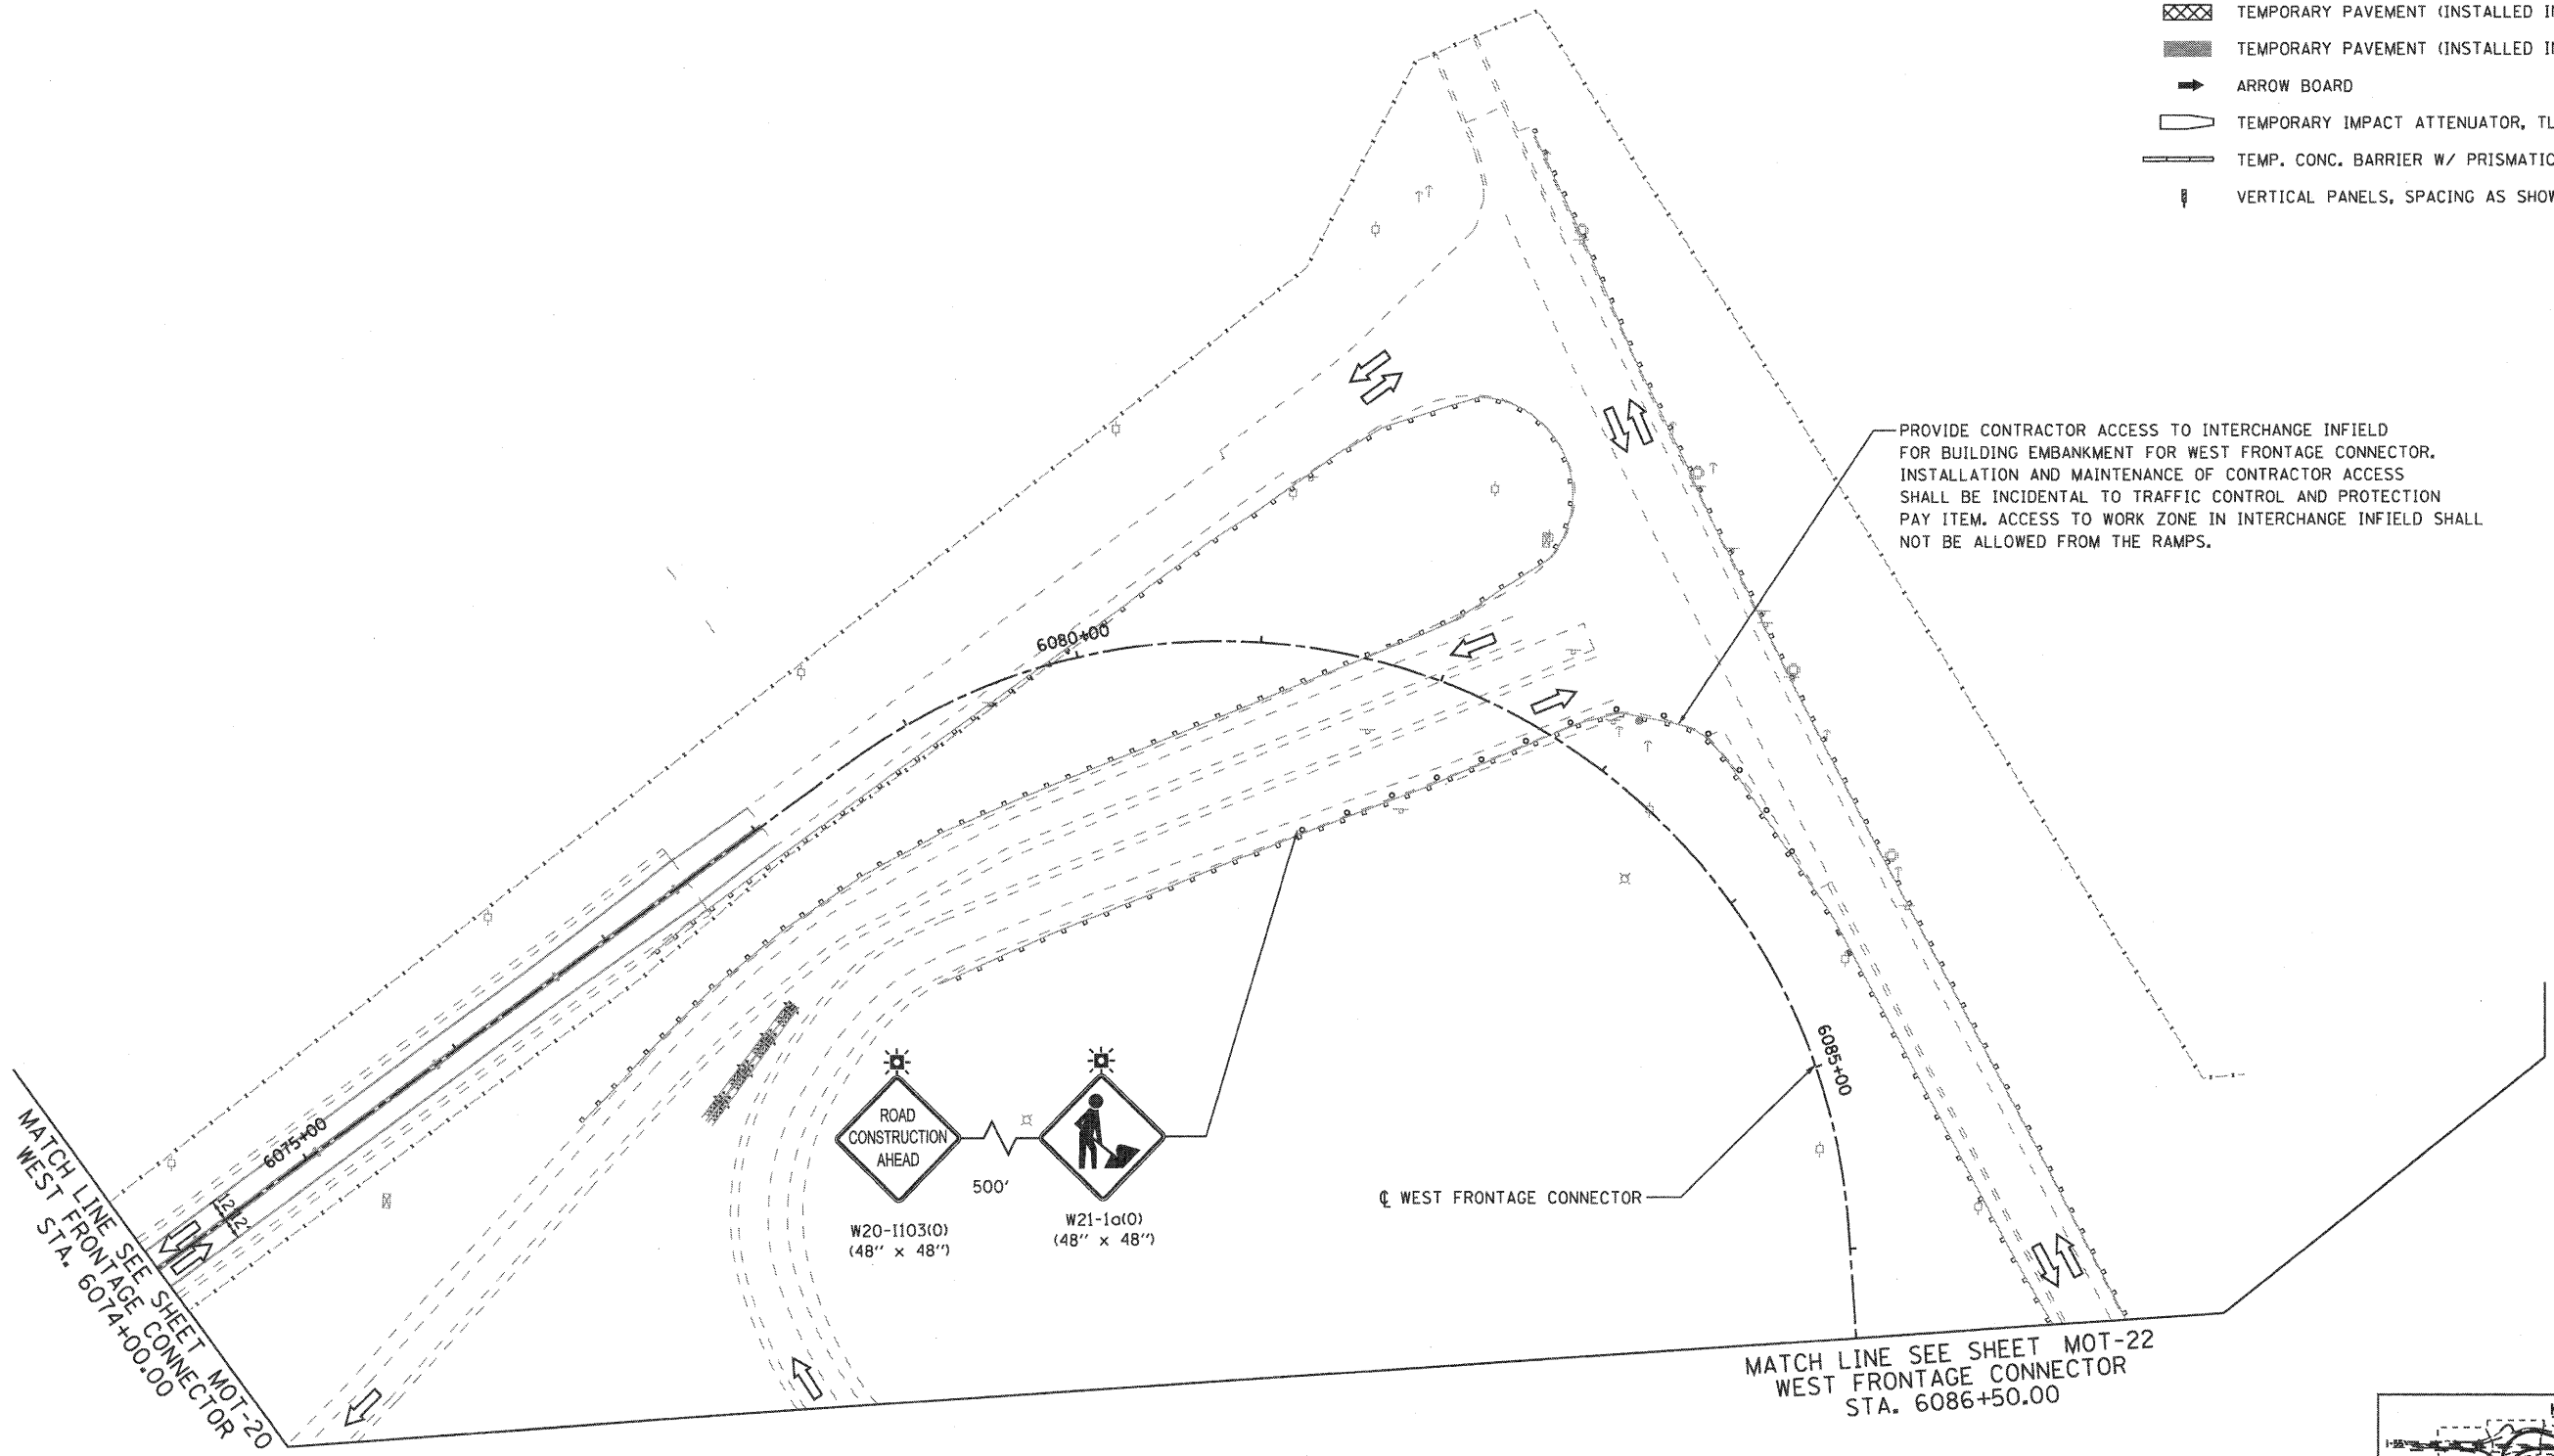 TEMPORARY PAVEMENT (INSTALLED
TEMPORARY PAVEMENT (INSTALLED
ARROW BOARD
TEMPORARY IMPACT ATTENUATOR, TL
TEMP. CONC. BARRIER W/ PRISMATIC
VERTICAL PANELS, SPACING AS SHOW
PROVIDE CONTRACTOR ACCESS TO INTERCHANGE INFIELD
FOR BUILDING EMBANKMENT FOR WEST FRONTAGE CONNECTOR.
INSTALLATION AND MAINTENANCE OF CONTRACTOR ACCESS
SHALL BE INCIDENTAL TO TRAFFIC CONTROL AND PROTECTION
PAY ITEM. ACCESS TO WORK ZONE IN INTERCHANGE INFIELD SHALL
NOT BE ALLOWED FROM THE RAMPS.
6080+00
6085+00
6075+00
12' 12'
ROAD
CONSTRUCTION
AHEAD
500'
W20-I103(O)
(48" x 48")
W21-1a(O)
(48" x 48")
℄ WEST FRONTAGE CONNECTOR
MATCH LINE SEE SHEET MOT-20
WEST FRONTAGE CONNECTOR
STA. 6074+00.00
MATCH LINE SEE SHEET MOT-22
WEST FRONTAGE CONNECTOR
STA. 6086+50.00